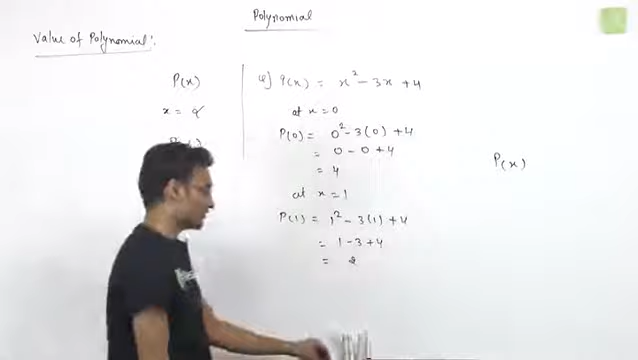 Polynomial
Value of Polynomial:
P(x)
x = a
P(x) = x² - 3x + 4
at x = 0
P(0) = 0² - 3(0) + 4
= 0 - 0 + 4
= 4
at x = 1
P(1) = 1² - 3(1) + 4
= 1 - 3 + 4
= 2
P(x)